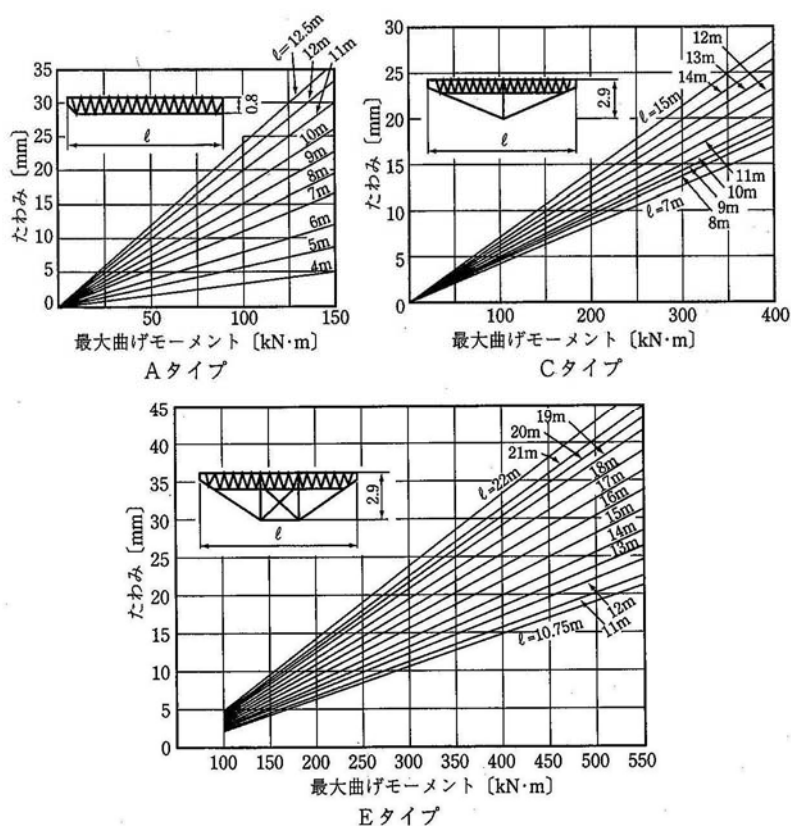 たわみ〔mm〕
35
30
25
20
15
10
5
0
ℓ=12.5m
12m
11m
10m
9m
8m
7m
6m
5m
4m
0.8
ℓ
50
100
150
最大曲げモーメント〔kN·m〕
Aタイプ
たわみ〔mm〕
30
25
20
15
10
5
0
12m
13m
14m
ℓ=15m
11m
10m
9m
8m
ℓ=7m
2.9
ℓ
100
200
300
400
最大曲げモーメント〔kN·m〕
Cタイプ
たわみ〔mm〕
45
40
35
30
25
20
15
10
5
0
19m
20m
21m
ℓ=22m
18m
17m
16m
15m
14m
13m
12m
11m
ℓ=10.75m
2.9
ℓ
100
150
200
250
300
350
400
450
500
550
最大曲げモーメント〔kN·m〕
Eタイプ